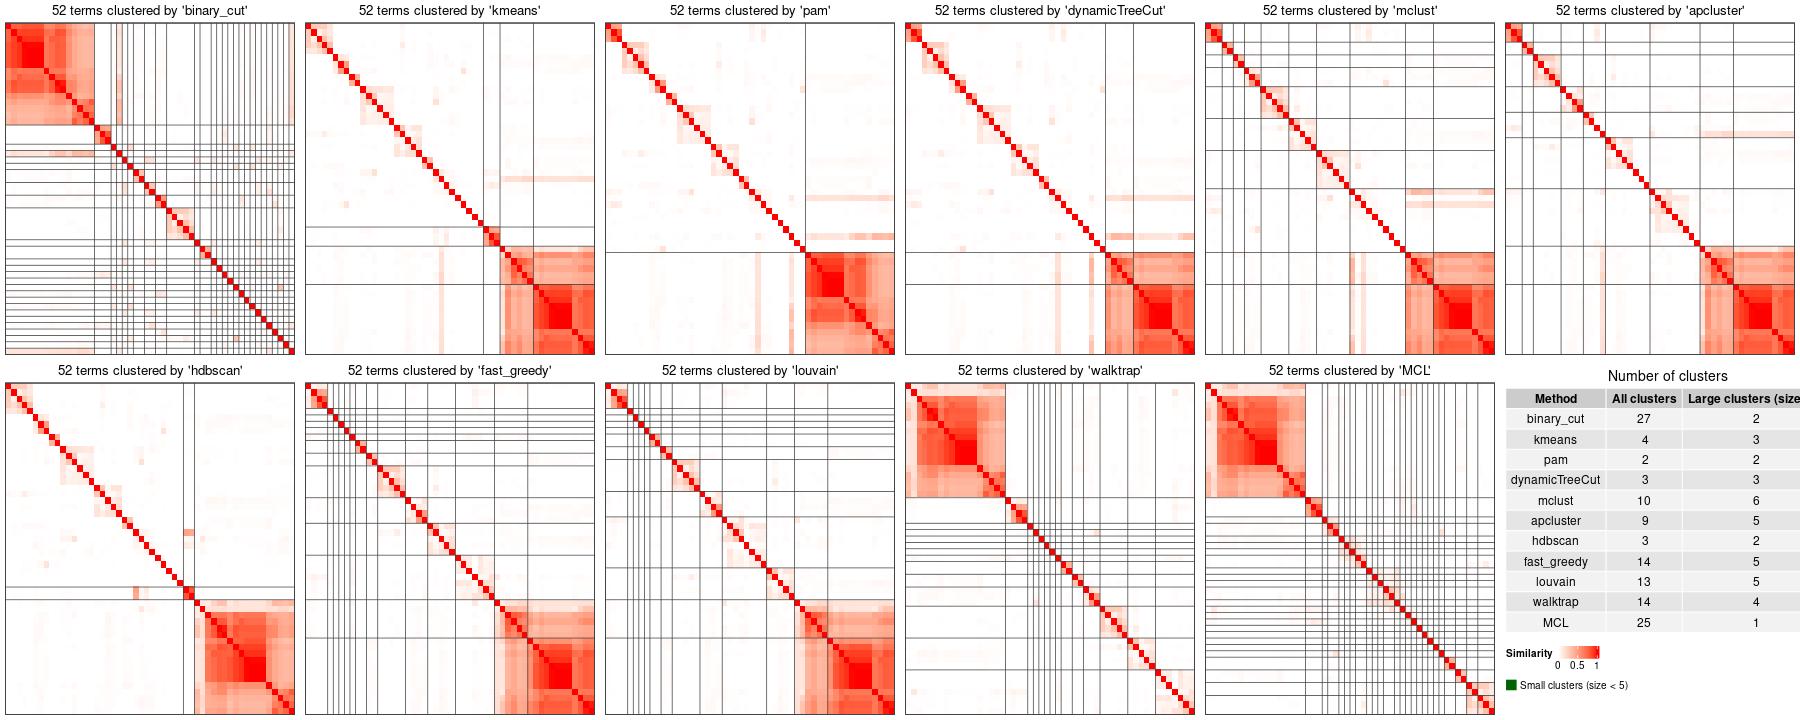 52 terms clustered by 'binary_cut'
52 terms clustered by 'kmeans'
52 terms clustered by 'pam'
52 terms clustered by 'dynamicTreeCut'
52 terms clustered by 'mclust'
52 terms clustered by 'apcluster'
52 terms clustered by 'hdbscan'
52 terms clustered by 'fast_greedy'
52 terms clustered by 'louvain'
52 terms clustered by 'walktrap'
52 terms clustered by 'MCL'
Number of clusters
Method All clusters Large clusters (size
binary_cut 27 2
kmeans 4 3
pam 2 2
dynamicTreeCut 3 3
mclust 10 6
apcluster 9 5
hdbscan 3 2
fast_greedy 14 5
louvain 13 5
walktrap 14 4
MCL 25 1
Similarity
0 0.5 1
Small clusters (size < 5)